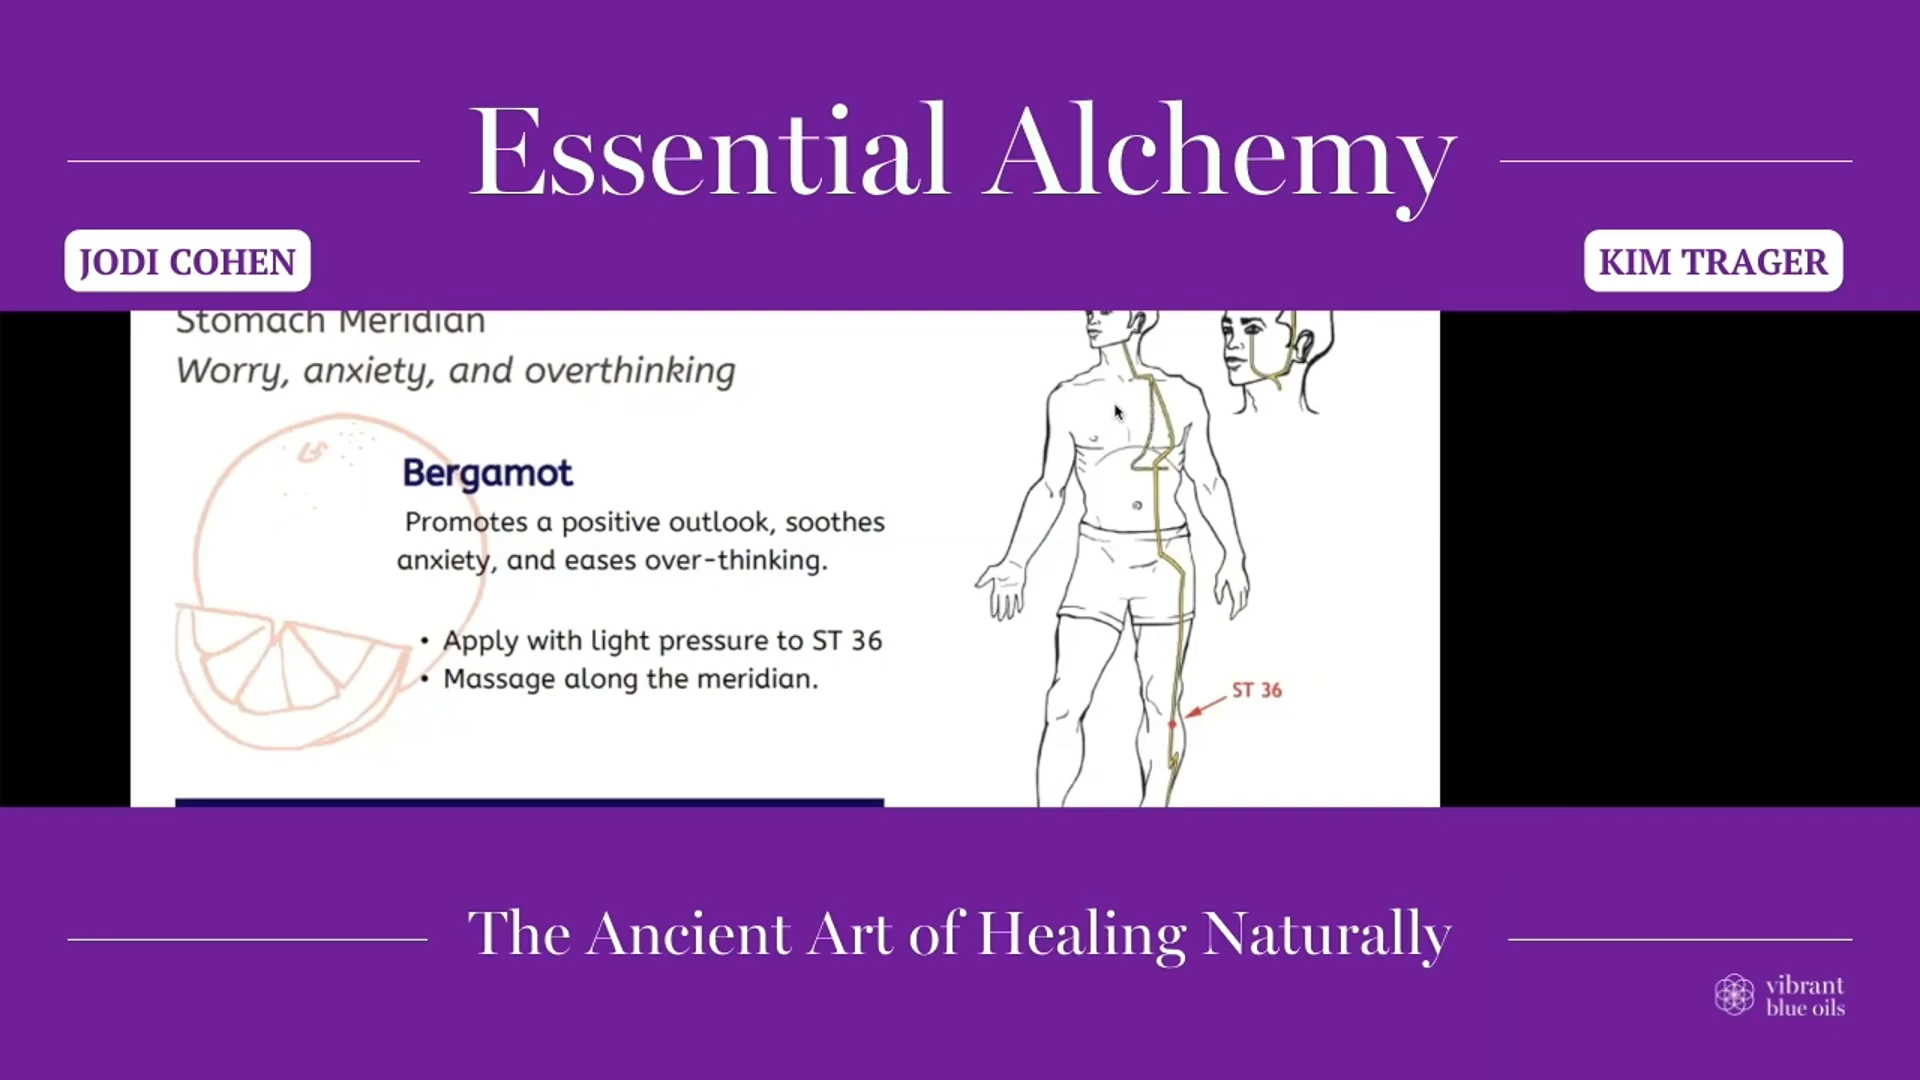 Essential Alchemy
JODI COHEN
KIM TRAGER
Stomach Meridian
Worry, anxiety, and overthinking
Bergamot
Promotes a positive outlook, soothes
anxiety, and eases over-thinking.
• Apply with light pressure to ST 36
• Massage along the meridian.
ST 36
The Ancient Art of Healing Naturally
vibrant
blue oils